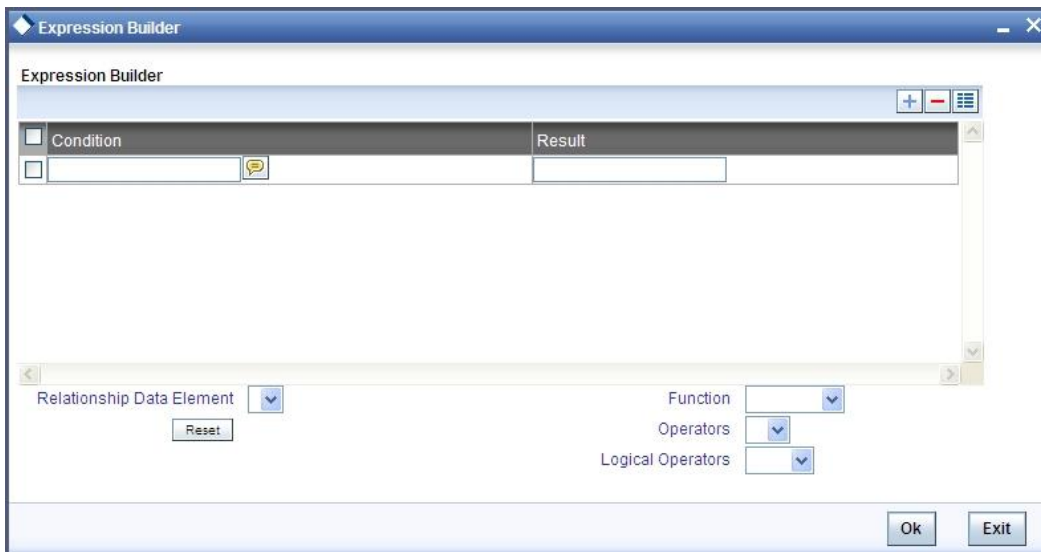 Expression Builder
Expression Builder
Condition Result
Relationship Data Element Function
Reset Operators
Logical Operators
Ok Exit